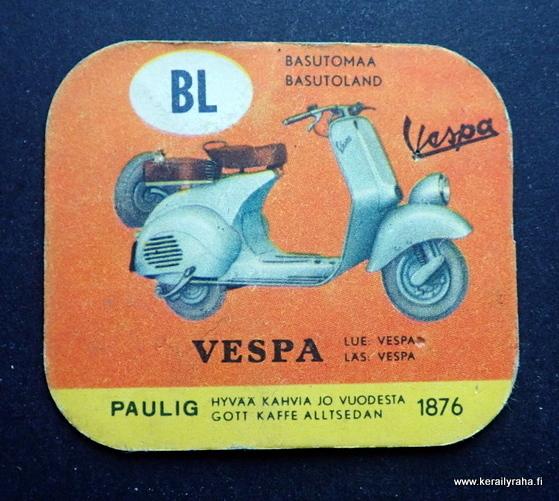 BL
BASUTOMAA
BASUTOLAND
Vespa
VESPA
LUE: VESPA
LÄS: VESPA
PAULIG
HYVÄÄ KAHVIA JO VUODESTA
GOTT KAFFE ALLTSEDAN
1876
www.kerailyraha.fi